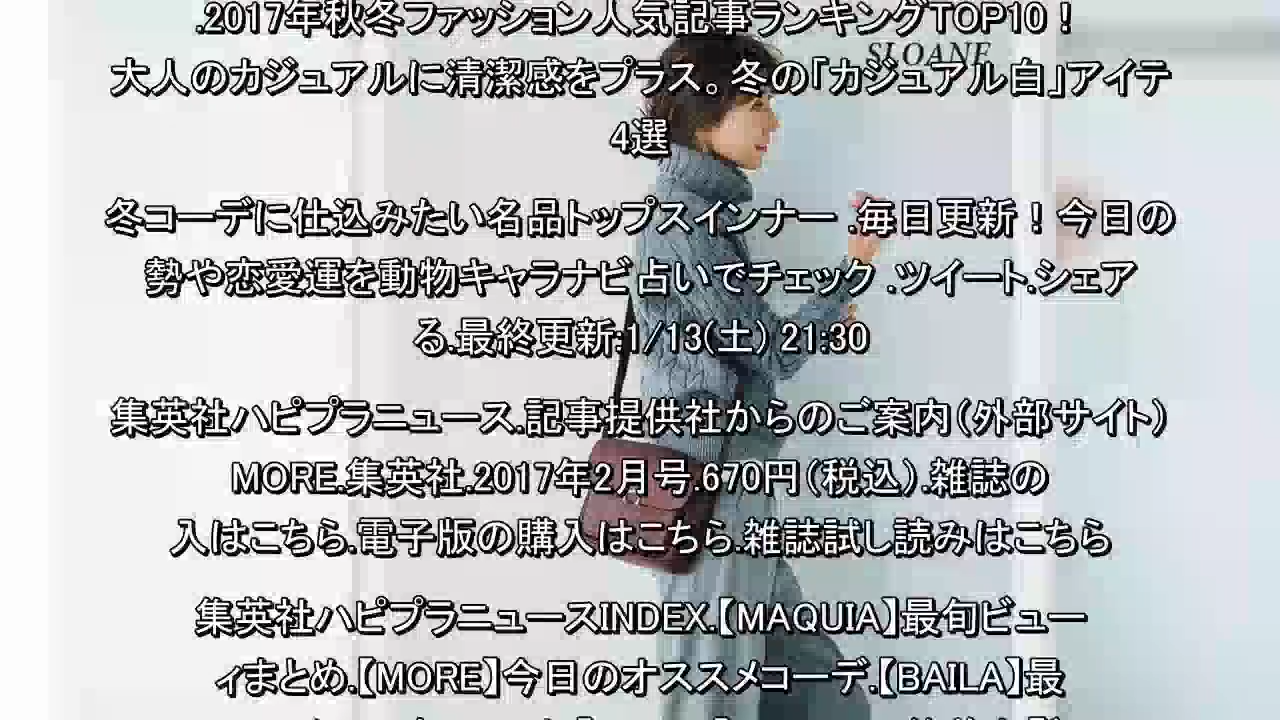 .2017年秋冬ファッション人気記事ランキングTOP10！
SLOANE
大人のカジュアルに清潔感をプラス。冬の「カジュアル白」アイテ
4選
冬コーデに仕込みたい名品トップスインナー .毎日更新！今日の
勢や恋愛運を動物キャラナビ占いでチェック .ツイート.シェア
る.最終更新:1/13(土) 21:30
集英社ハピプラニュース.記事提供社からのご案内（外部サイト）
MORE.集英社.2017年2月号.670円（税込）.雑誌の
入はこちら.電子版の購入はこちら.雑誌試し読みはこちら
集英社ハピプラニュースINDEX.【MAQUIA】最旬ビュー
ィまとめ.【MORE】今日のオススメコーデ.【BAILA】最